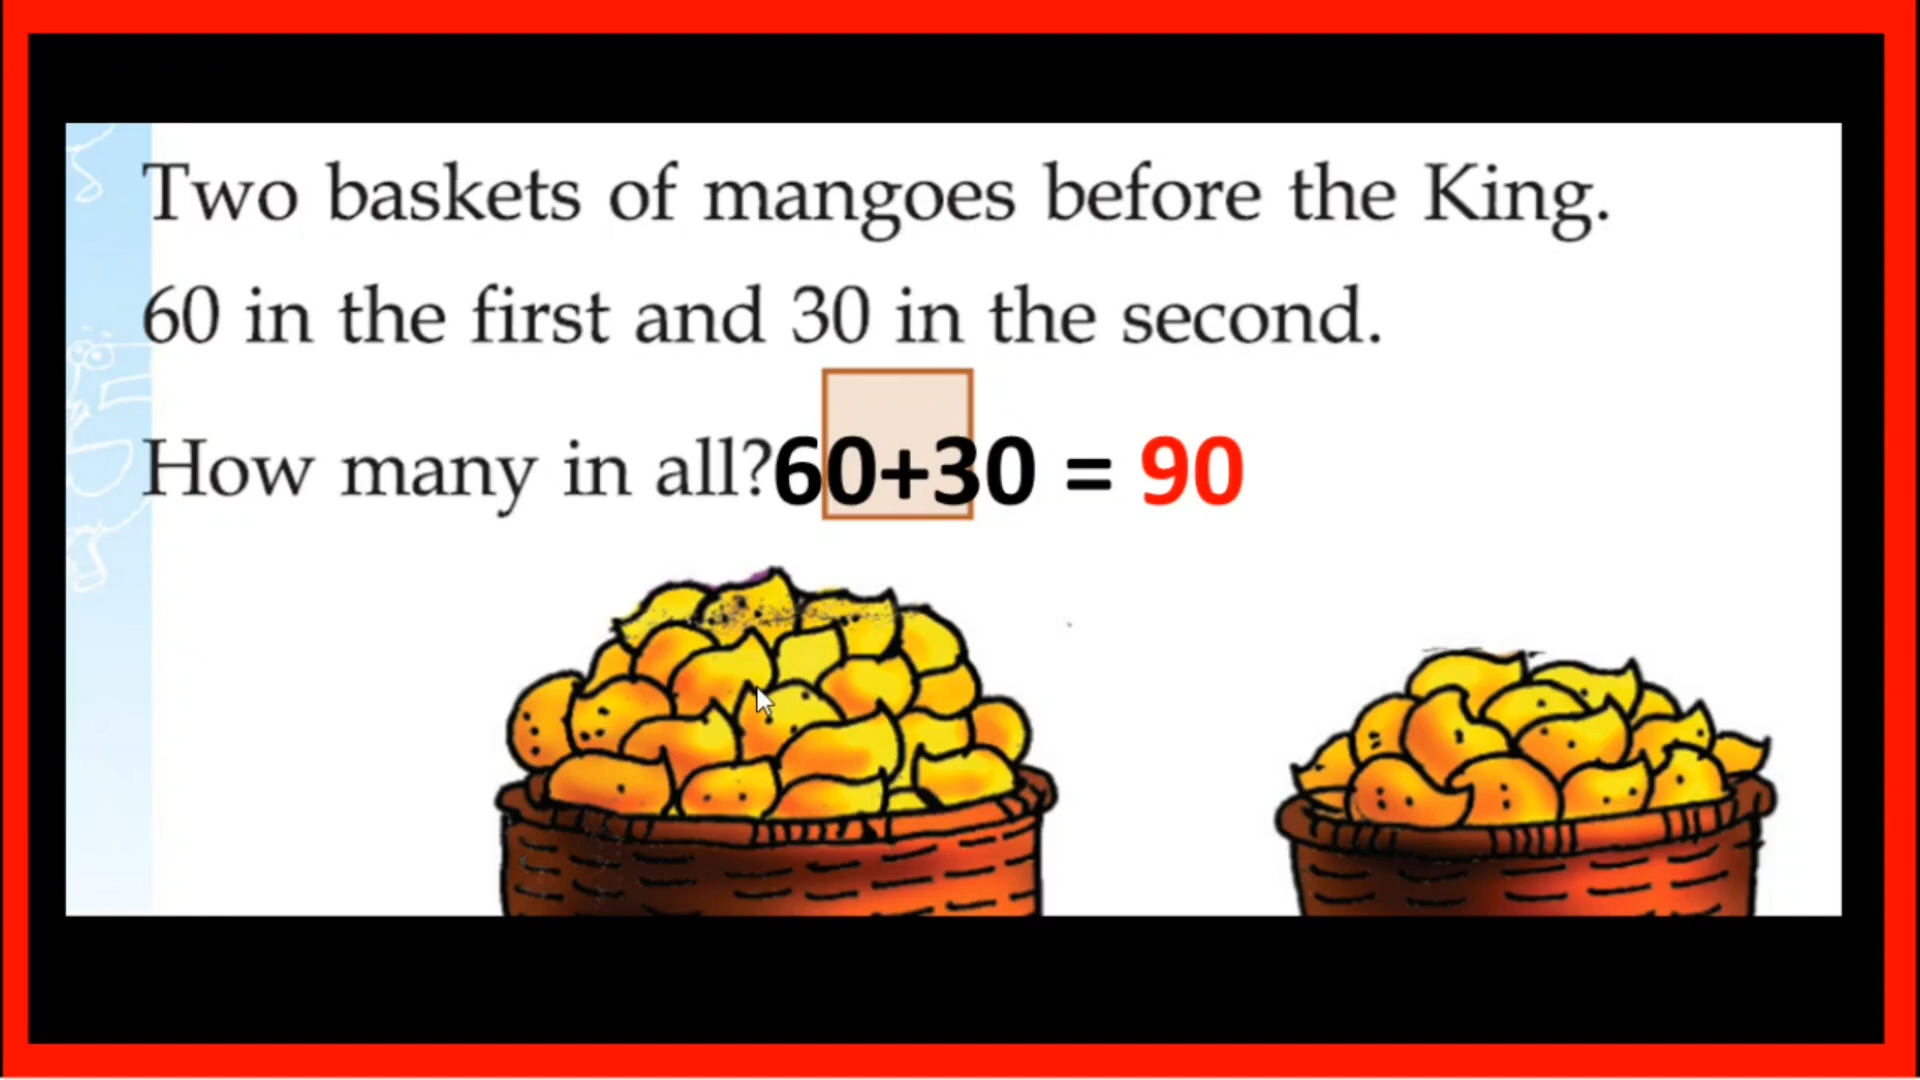 Two baskets of mangoes before the King.
60 in the first and 30 in the second.
How many in all?60+30 = 90